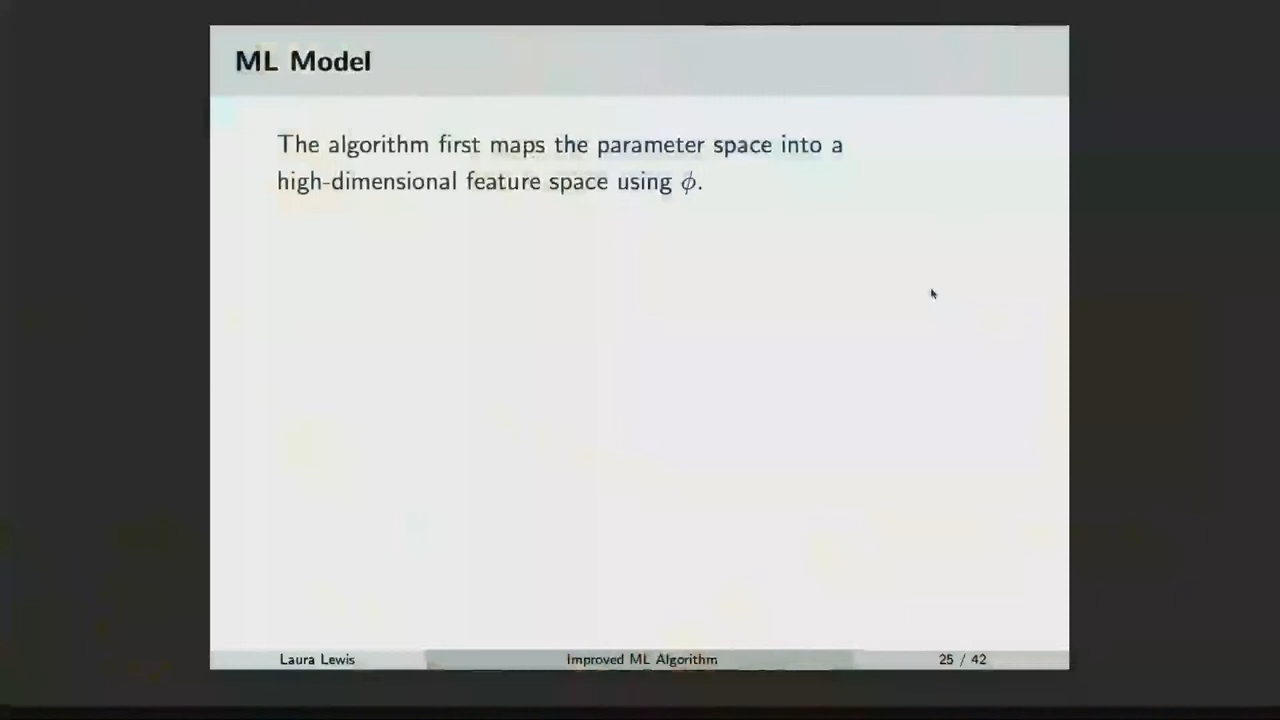 ML Model
The algorithm first maps the parameter space into a
high-dimensional feature space using ϕ.
Laura Lewis
Improved ML Algorithm
25 / 42